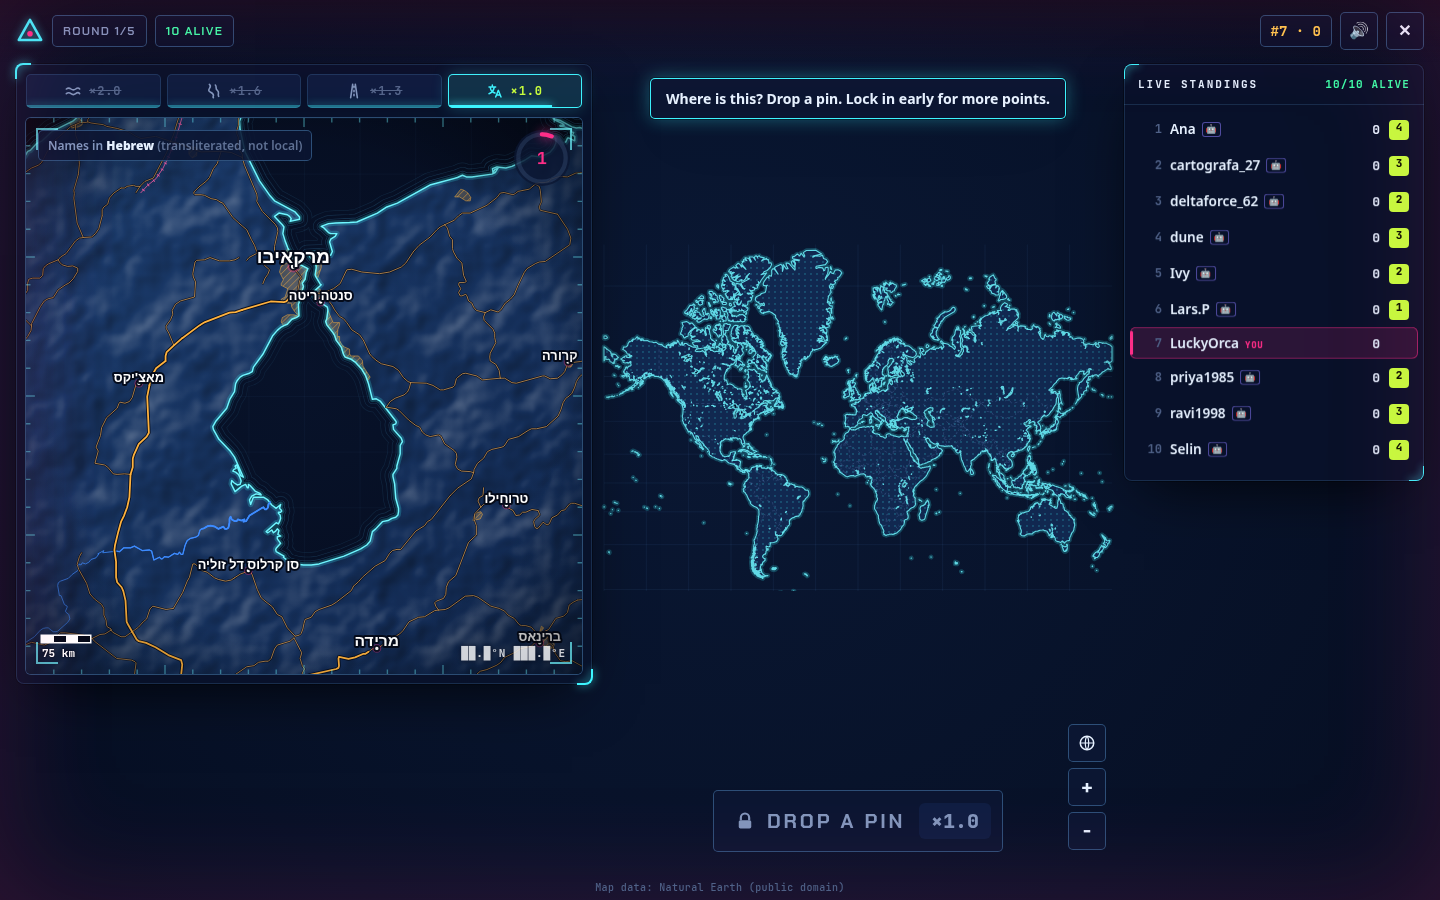 ROUND 1/5
10 ALIVE
#7 · 0
×2.0
×1.6
×1.3
×1.0
Names in Hebrew (transliterated, not local)
1
מרקאיבו
סנטה ריטה
קרורה
מאצ'יקס
טרוחילו
סן קרלוס דל זוליה
מרידה
ברינאס
75 km
°N °E
Where is this? Drop a pin. Lock in early for more points.
DROP A PIN ×1.0
+
-
LIVE STANDINGS 10/10 ALIVE
1 Ana 0 4
2 cartografa_27 0 3
3 deltaforce_62 0 2
4 dune 0 3
5 Ivy 0 2
6 Lars.P 0 1
7 LuckyOrca YOU 0
8 priya1985 0 2
9 ravi1998 0 3
10 Selin 0 4
Map data: Natural Earth (public domain)